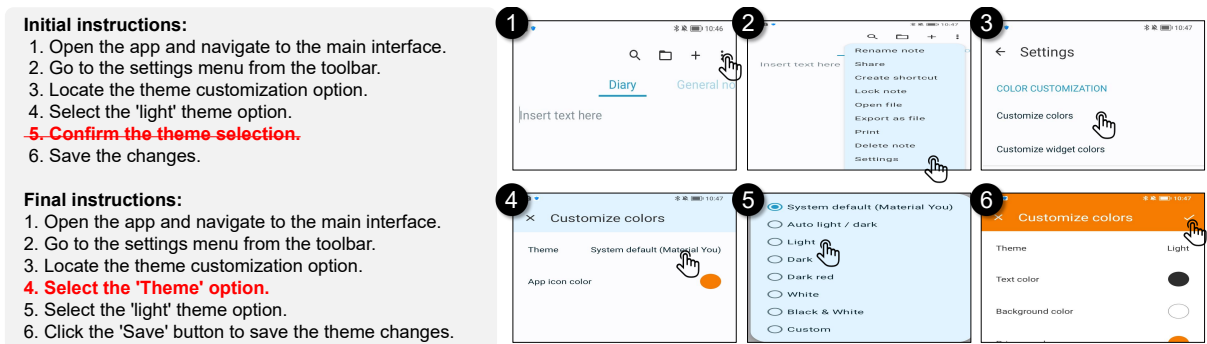 Initial instructions:
1. Open the app and navigate to the main interface.
2. Go to the settings menu from the toolbar.
3. Locate the theme customization option.
4. Select the 'light' theme option.
5. Confirm the theme selection.
6. Save the changes.
Final instructions:
1. Open the app and navigate to the main interface.
2. Go to the settings menu from the toolbar.
3. Locate the theme customization option.
4. Select the 'Theme' option.
5. Select the 'light' theme option.
6. Click the 'Save' button to save the theme changes.
1
10:46
Diary General no
Insert text here
2
10:47
Insert text here
Rename note
Share
Create shortcut
Lock note
Open file
Export as file
Print
Delete note
Settings
3
10:47
Settings
COLOR CUSTOMIZATION
Customize colors
Customize widget colors
4
10:47
× Customize colors
Theme System default (Material You)
App icon color
5
System default (Material You)
Auto light / dark
Light
Dark
Dark red
White
Black & White
Custom
6
10:47
× Customize colors
Theme Light
Text color
Background color